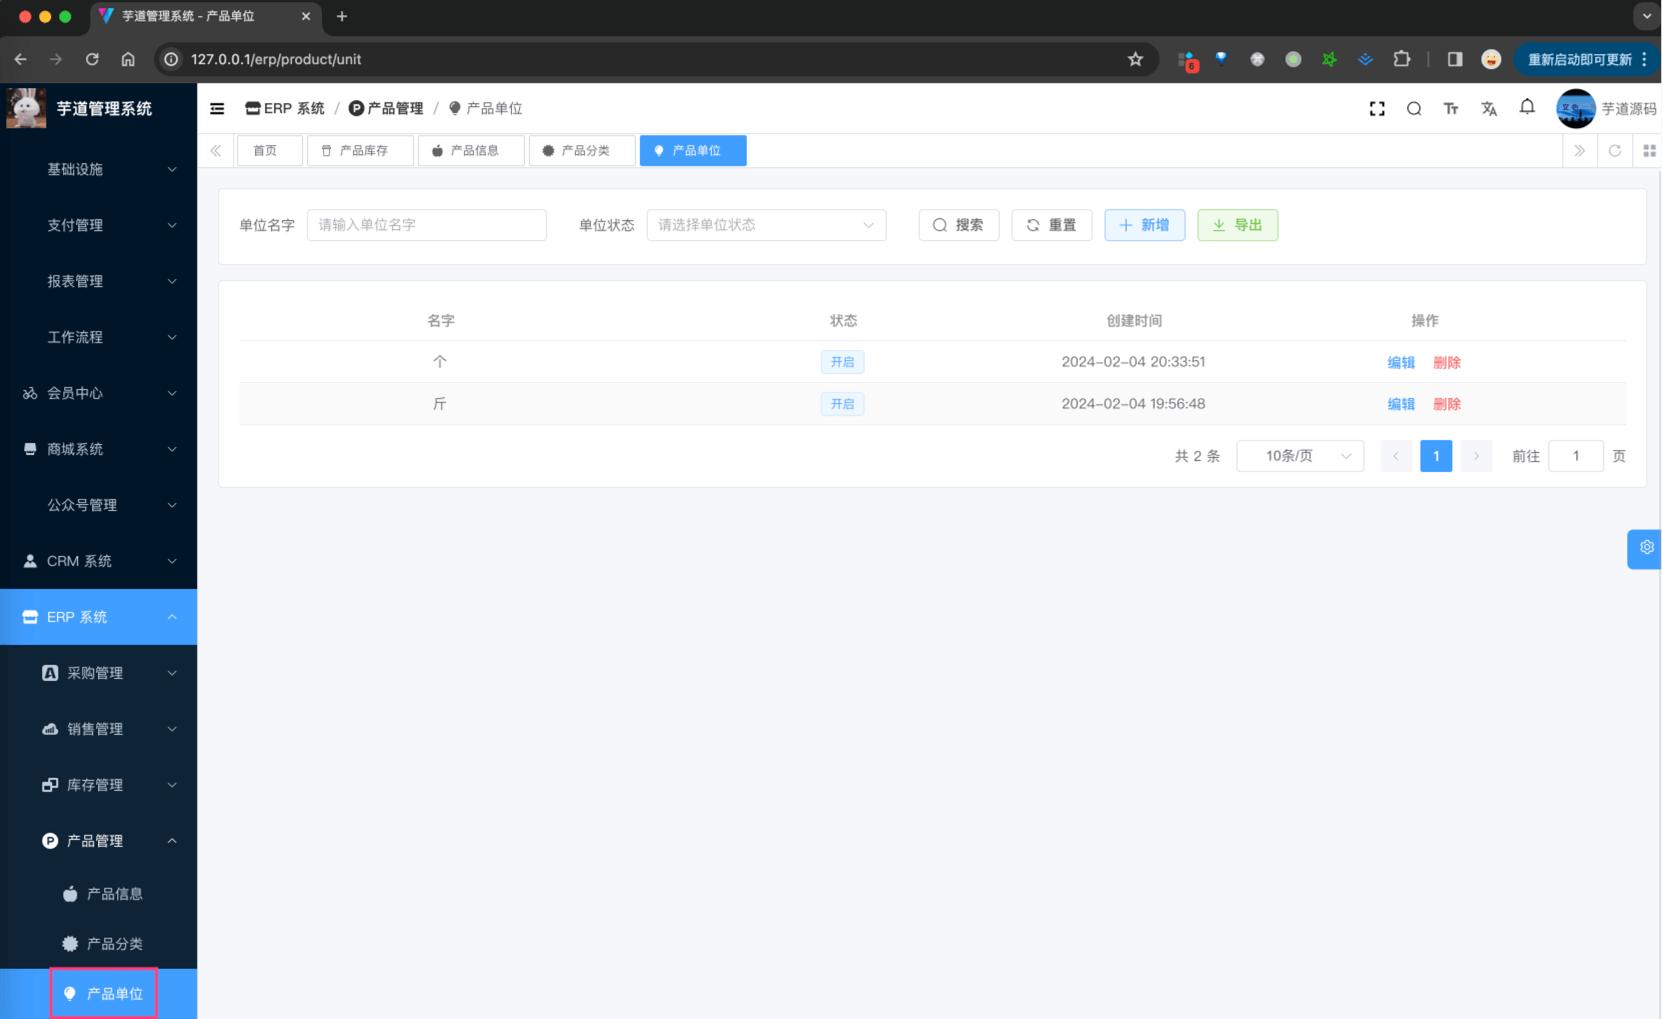 芋道管理系统 - 产品单位
127.0.0.1/erp/product/unit
6
重新启动即可更新
芋道管理系统
ERP 系统 / 产品管理 / 产品单位
芋道源码
首页
产品库存
产品信息
产品分类
产品单位
基础设施
支付管理
报表管理
工作流程
会员中心
商城系统
公众号管理
CRM 系统
ERP 系统
采购管理
销售管理
库存管理
产品管理
产品信息
产品分类
产品单位
单位名字 请输入单位名字 单位状态 请选择单位状态 搜索 重置 新增 导出
名字 状态 创建时间 操作
个 开启 2024-02-04 20:33:51 编辑 删除
斤 开启 2024-02-04 19:56:48 编辑 删除
共 2 条 10条/页 1 前往 1 页